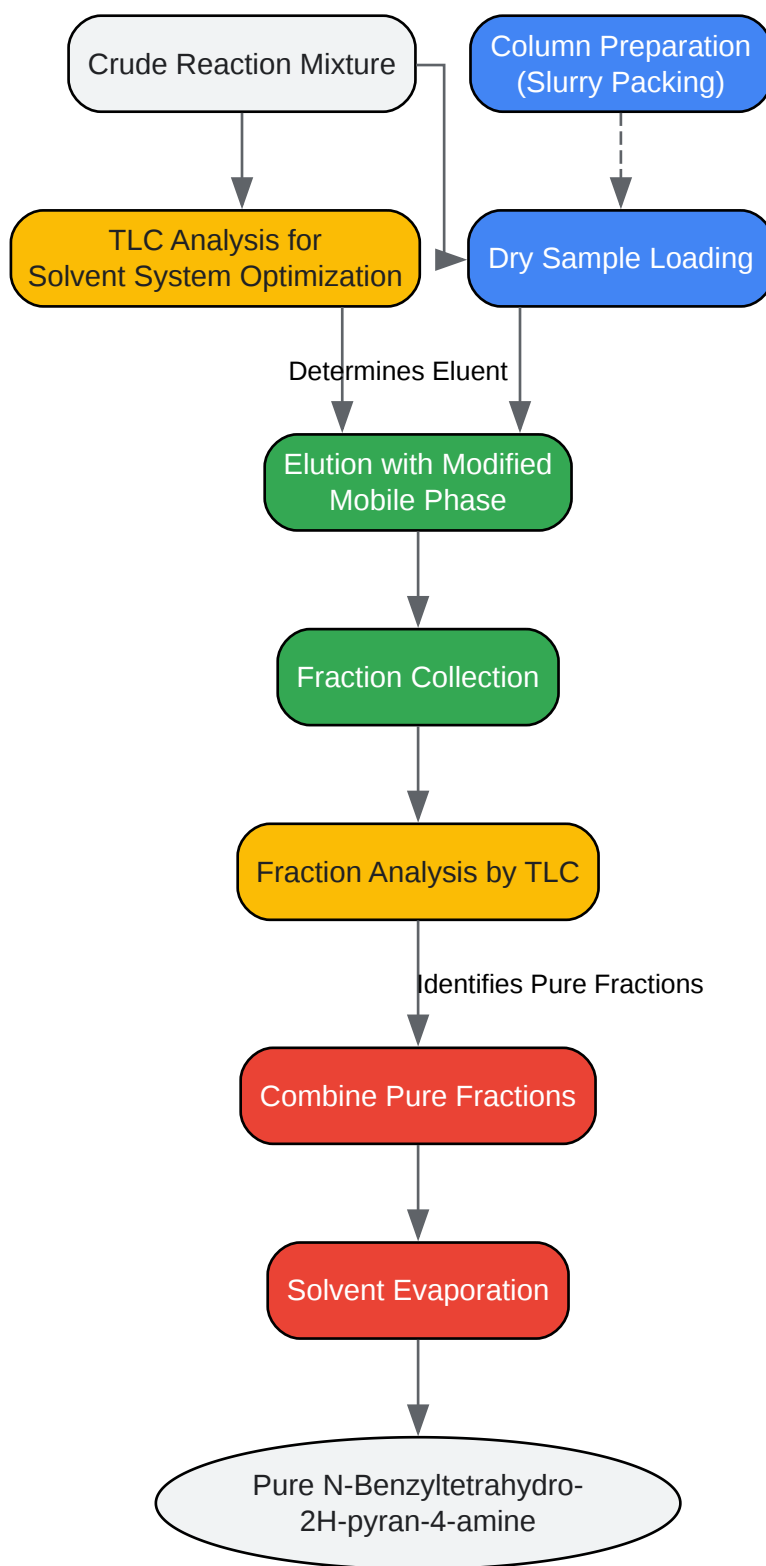 Crude Reaction Mixture
Column Preparation
(Slurry Packing)
TLC Analysis for
Solvent System Optimization
Dry Sample Loading
Determines Eluent
Elution with Modified
Mobile Phase
Fraction Collection
Fraction Analysis by TLC
Identifies Pure Fractions
Combine Pure Fractions
Solvent Evaporation
Pure N-Benzyltetrahydro-
2H-pyran-4-amine